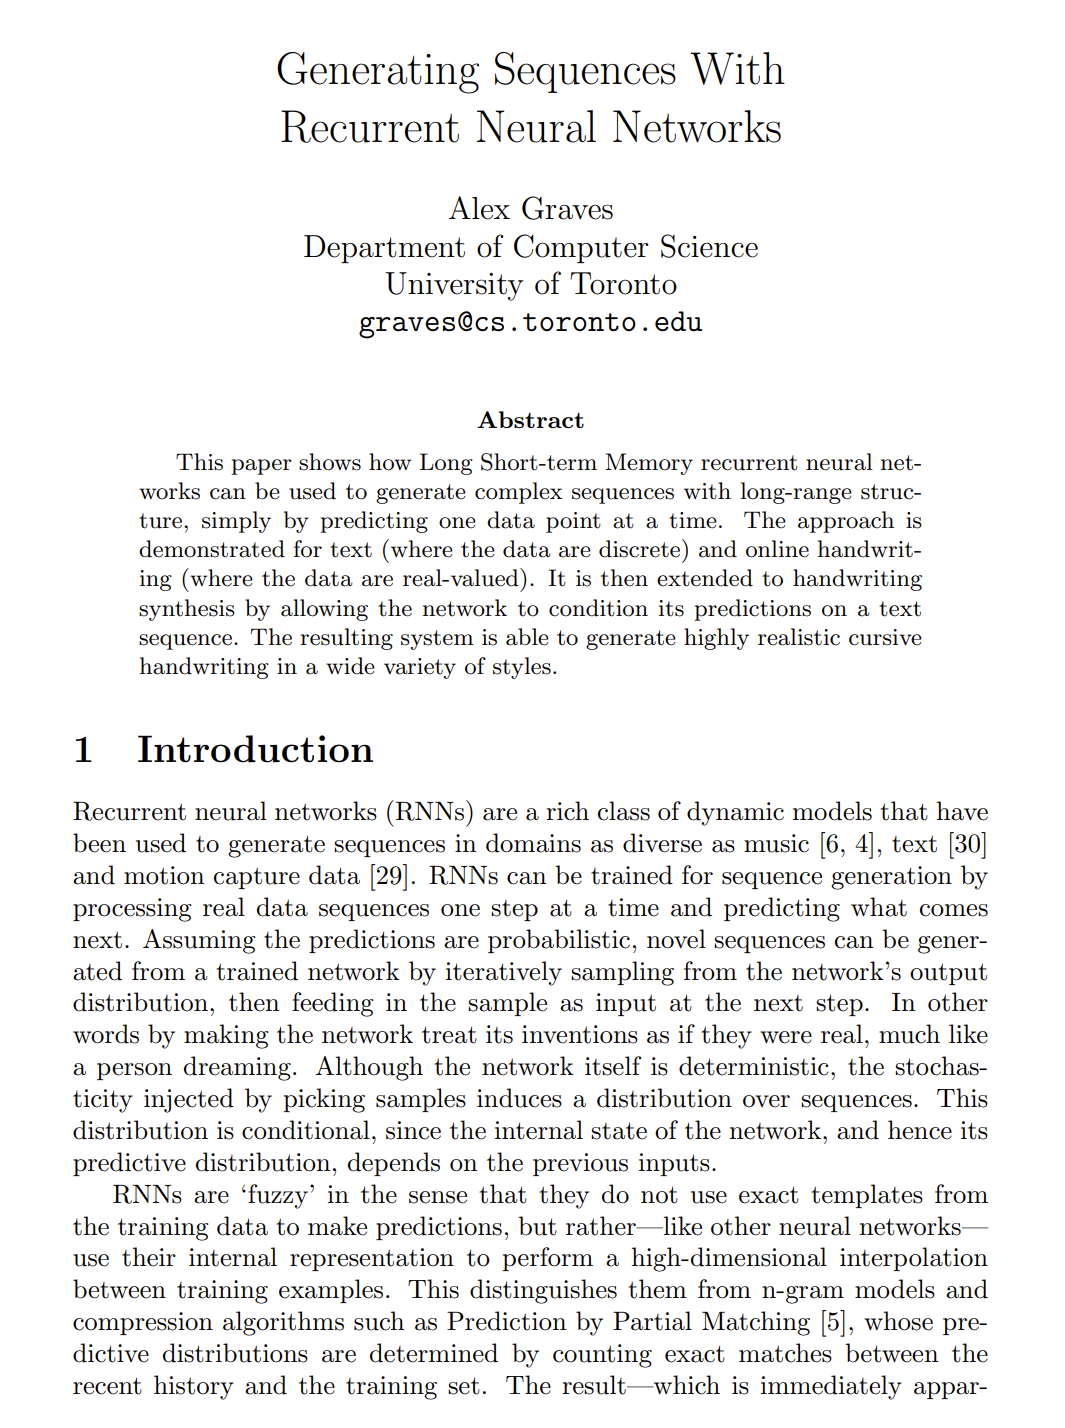 Generating Sequences With
Recurrent Neural Networks
Alex Graves
Department of Computer Science
University of Toronto
graves@cs.toronto.edu
Abstract
This paper shows how Long Short-term Memory recurrent neural net-
works can be used to generate complex sequences with long-range struc-
ture, simply by predicting one data point at a time. The approach is
demonstrated for text (where the data are discrete) and online handwrit-
ing (where the data are real-valued). It is then extended to handwriting
synthesis by allowing the network to condition its predictions on a text
sequence. The resulting system is able to generate highly realistic cursive
handwriting in a wide variety of styles.
1 Introduction
Recurrent neural networks (RNNs) are a rich class of dynamic models that have
been used to generate sequences in domains as diverse as music [6, 4], text [30]
and motion capture data [29]. RNNs can be trained for sequence generation by
processing real data sequences one step at a time and predicting what comes
next. Assuming the predictions are probabilistic, novel sequences can be gener-
ated from a trained network by iteratively sampling from the network’s output
distribution, then feeding in the sample as input at the next step. In other
words by making the network treat its inventions as if they were real, much like
a person dreaming. Although the network itself is deterministic, the stochas-
ticity injected by picking samples induces a distribution over sequences. This
distribution is conditional, since the internal state of the network, and hence its
predictive distribution, depends on the previous inputs.
RNNs are ‘fuzzy’ in the sense that they do not use exact templates from
the training data to make predictions, but rather—like other neural networks—
use their internal representation to perform a high-dimensional interpolation
between training examples. This distinguishes them from n-gram models and
compression algorithms such as Prediction by Partial Matching [5], whose pre-
dictive distributions are determined by counting exact matches between the
recent history and the training set. The result—which is immediately appar-